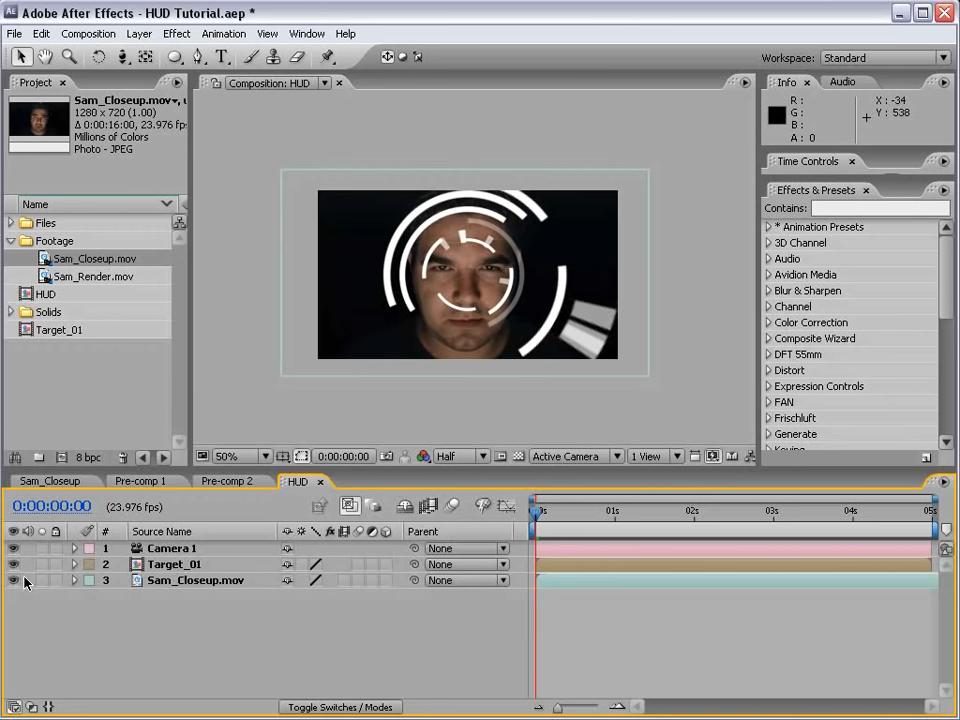 Adobe After Effects - HUD Tutorial.aep *
File Edit Composition Layer Effect Animation View Window Help
Workspace: Standard
Project
Composition: HUD
Info Audio
Sam_Closeup.mov
1280 x 720 (1.00)
Δ 0:00:16:00, 23.976 fp
Millions of Colors
Photo - JPEG
R:
G:
B:
A: 0
X: -34
Y: 538
Time Controls
Effects & Presets
Contains:
Name
Files
Footage
Sam_Closeup.mov
Sam_Render.mov
HUD
Solids
Target_01
* Animation Presets
3D Channel
Audio
Avidion Media
Blur & Sharpen
Channel
Color Correction
Composite Wizard
DFT 55mm
Distort
Expression Controls
FAN
Frischluft
Generate
Keying
8 bpc
50% 0:00:00:00 Half Active Camera 1 View
Sam_Closeup Pre-comp 1 Pre-comp 2 HUD
0:00:00:00 (23.976 fps)
01s 02s 03s 04s 05s
# Source Name Parent
1 Camera 1 None
2 Target_01 None
3 Sam_Closeup.mov None
Toggle Switches / Modes